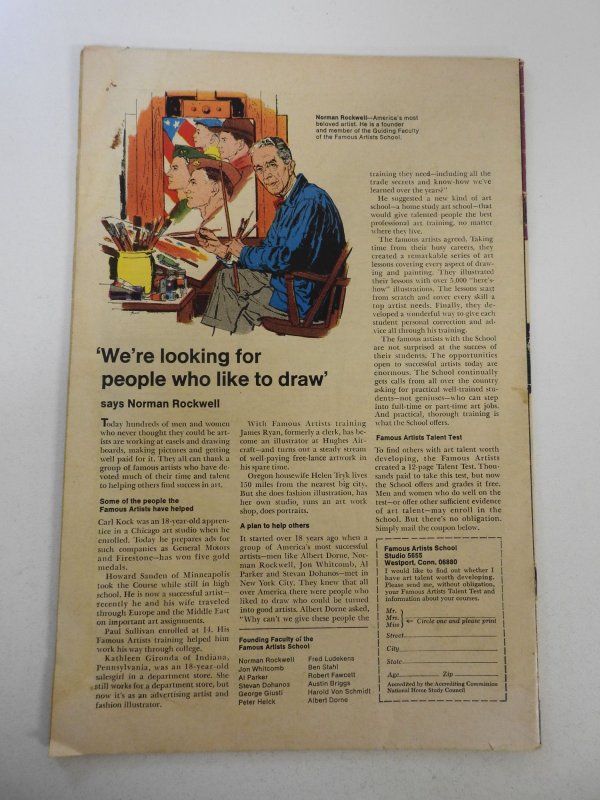 Norman Rockwell—America's most
beloved artist. He is a founder
and member of the Guiding Faculty
of the Famous Artists School.
'We're looking for
people who like to draw'
says Norman Rockwell
Today hundreds of men and women
who never thought they could be art-
ists are working at easels and drawing
boards, making pictures and getting
well paid for it. They all can thank a
group of famous artists who have de-
voted much of their time and talent
to helping others find success in art.
Some of the people the
Famous Artists have helped
Carl Kock was an 18-year-old appren-
tice in a Chicago art studio when he
enrolled. Today he prepares ads for
such companies as General Motors
and Firestone—has won five gold
medals.
Howard Sanden of Minneapolis
took the Course while still in high
school. He is now a successful artist—
recently he and his wife traveled
through Europe and the Middle East
on important art assignments.
Paul Sullivan enrolled at 14. His
Famous Artists training helped him
work his way through college.
Kathleen Gironda of Indiana,
Pennsylvania, was an 18-year-old
salesgirl in a department store. She
still works for a department store, but
now it's as an advertising artist and
fashion illustrator.
With Famous Artists training
James Ryan, formerly a clerk, has be-
come an illustrator at Hughes Air-
craft—and turns out a steady stream
of well-paying free-lance artwork in
his spare time.
Oregon housewife Helen Tryk lives
150 miles from the nearest big city.
But she does fashion illustration, has
her own studio, runs an art work
shop, does portraits.
A plan to help others
It started over 18 years ago when a
group of America's most successful
artists—men like Albert Dorne, Nor-
man Rockwell, Jon Whitcomb, Al
Parker and Stevan Dohanos—met in
New York City. They knew that all
over America there were people who
liked to draw who could be turned
into good artists. Albert Dorne asked,
"Why can't we give these people the
Founding Faculty of the
Famous Artists School
Norman Rockwell
Jon Whitcomb
Al Parker
Stevan Dohanos
George Giusti
Peter Helck
Fred Ludekens
Ben Stahl
Robert Fawcett
Austin Briggs
Harold Von Schmidt
Albert Dorne
training they need—including all the
trade secrets and know-how we've
learned over the years?"
He suggested a new kind of art
school—a home study art school—that
would give talented people the best
professional art training, no matter
where they live.
The famous artists agreed. Taking
time from their busy careers, they
created a remarkable series of art
lessons covering every aspect of draw-
ing and painting. They illustrated
their lessons with over 5,000 "here's-
how" illustrations. The lessons start
from scratch and cover every skill a
top artist needs. Finally, they de-
veloped a wonderful way to give each
student personal correction and ad-
vice all through his training.
The famous artists with the School
are not surprised at the success of
their students. The opportunities
open to successful artists today are
enormous. The School continually
gets calls from all over the country
asking for practical well-trained stu-
dents—not geniuses—who can step
into full-time or part-time art jobs.
And practical, thorough training is
what the School offers.
Famous Artists Talent Test
To find others with art talent worth
developing, the Famous Artists
created a 12-page Talent Test. Thou-
sands paid to take this test, but now
the School offers and grades it free.
Men and women who do well on the
test—or offer other sufficient evidence
of art talent—may enroll in the
School. But there's no obligation.
Simply mail the coupon below.
Famous Artists School
Studio 5655
Westport, Conn. 06880
I would like to find out whether I
have art talent worth developing.
Please send me, without obligation,
your Famous Artists Talent Test and
information about your courses.
Mr.
Mrs.
Miss
← Circle one and please print
Street
City
State
Age Zip
Accredited by the Accrediting Commission
National Home Study Council